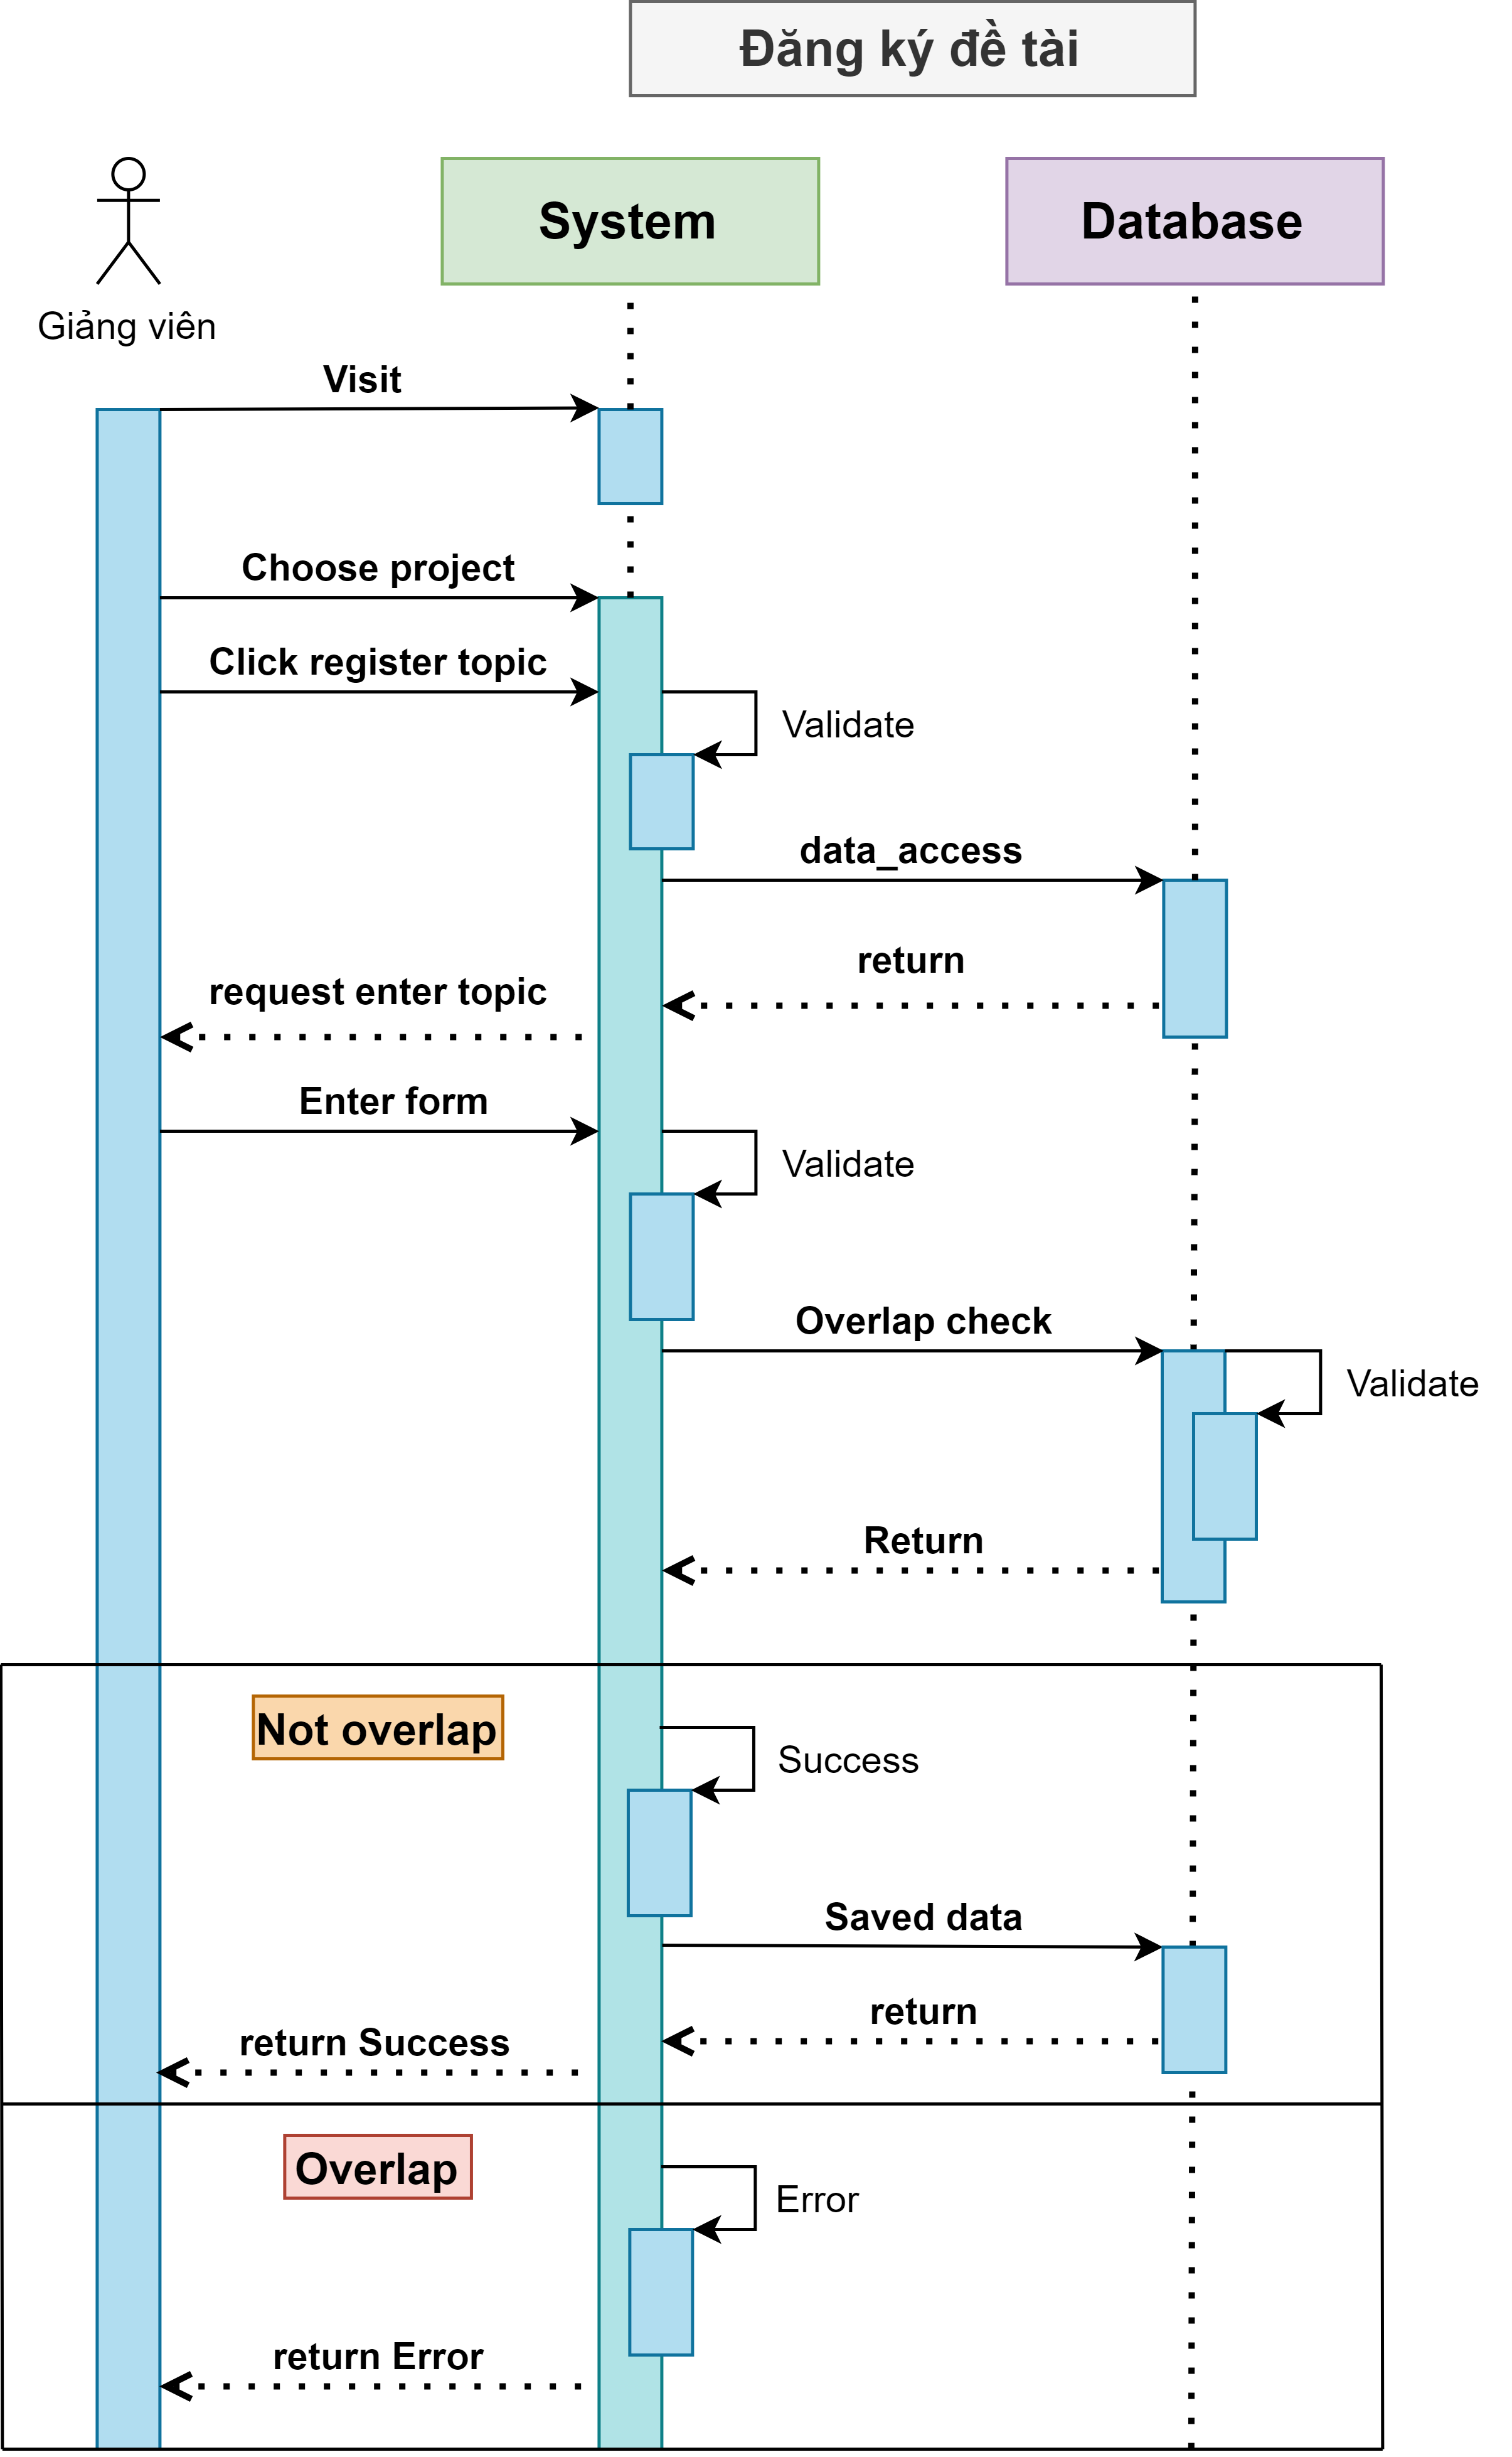 Đăng ký đề tài
System
Database
Giảng viên
Visit
Choose project
Click register topic
Validate
data_access
return
request enter topic
Enter form
Validate
Overlap check
Validate
Return
Not overlap
Success
Saved data
return
return Success
Overlap
Error
return Error